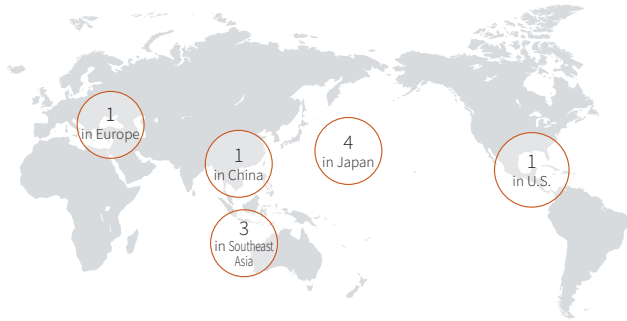 1
in Europe
1
in China
4
in Japan
1
in U.S.
3
in Southeast
Asia